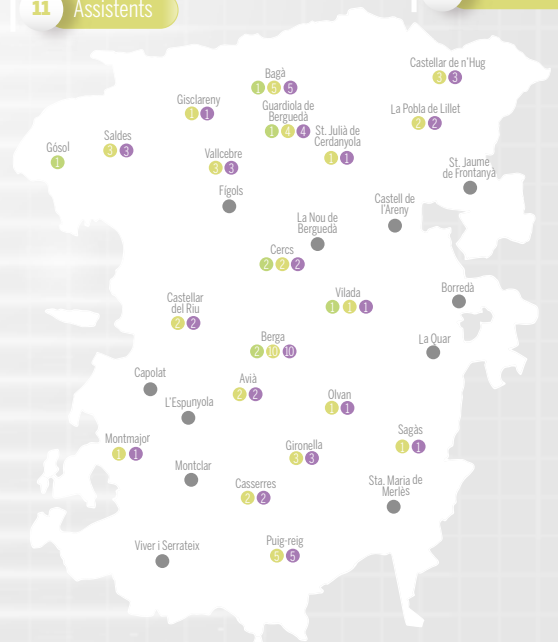 11 Assistents
Castellar de n'Hug
3 3
Bagà
1 5 5
Gisclareny
1 1
Guardiola de
Berguedà
1 4 4
La Pobla de Lillet
2 2
St. Julià de
Cerdanyola
1 1
Saldes
3 3
Gósol
1
Vallcebre
3 3
St. Jaume
de Frontanyà
Fígols
Castell de
l'Areny
La Nou de
Berguedà
Cercs
2 2 2
Vilada
1 1 1
Borredà
Castellar
del Riu
2 2
Berga
2 10 10
La Quar
Capolat
Avià
2 2
L'Espunyola
Olvan
1 1
Sagàs
1 1
Montmajor
1 1
Gironella
3 3
Montclar
Casserres
2 2
Sta. Maria de
Merlès
Viver i Serrateix
Puig-reig
5 5